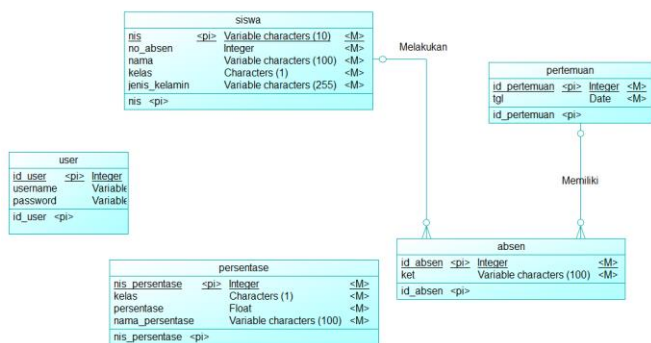 siswa
nis <pi> Variable characters (10) <M>
no_absen Integer <M>
nama Variable characters (100) <M>
kelas Characters (1) <M>
jenis_kelamin Variable characters (255) <M>
nis <pi>
Melakukan
pertemuan
id_pertemuan <pi> Integer <M>
tgl Date <M>
id_pertemuan <pi>
user
id_user <pi> Integer
username Variable
password Variable
id_user <pi>
Memiliki
absen
id_absen <pi> Integer <M>
ket Variable characters (100) <M>
id_absen <pi>
persentase
nis_persentase <pi> Integer <M>
kelas Characters (1) <M>
persentase Float <M>
nama_persentase Variable characters (100) <M>
nis_persentase <pi>